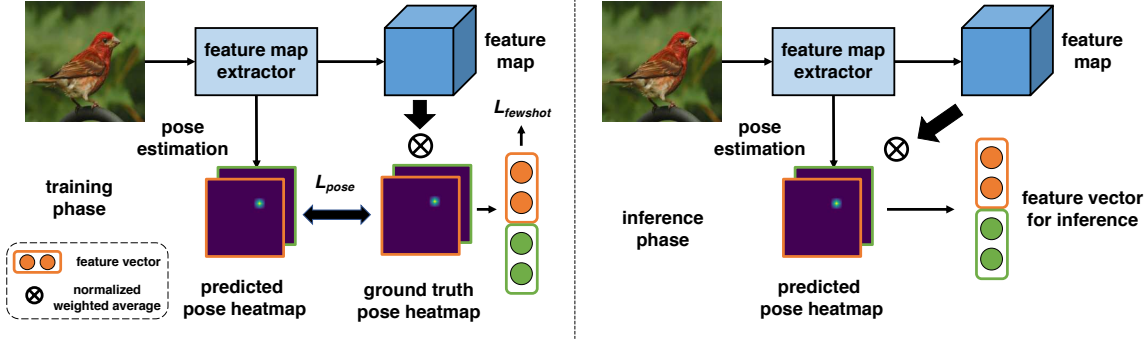 feature map
extractor
feature
map
L_fewshot
pose
estimation
L_pose
training
phase
feature vector
normalized
weighted average
predicted
pose heatmap
ground truth
pose heatmap
feature map
extractor
feature
map
pose
estimation
inference
phase
feature vector
for inference
predicted
pose heatmap